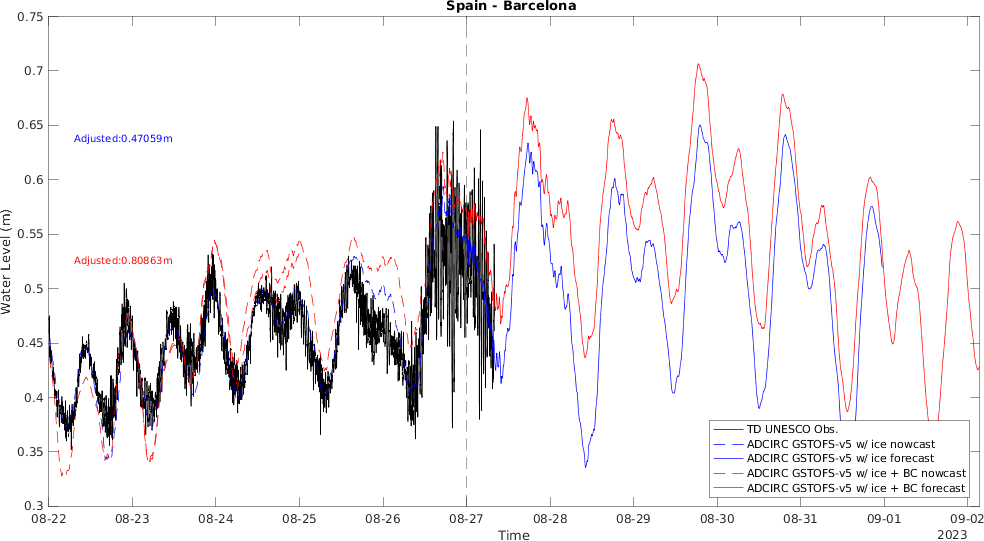 Spain - Barcelona
0.75
0.7
0.65
0.6
0.55
0.5
0.45
0.4
0.35
0.3
Water Level (m)
Adjusted:0.47059m
Adjusted:0.80863m
TD UNESCO Obs.
ADCIRC GSTOFS-v5 w/ ice nowcast
ADCIRC GSTOFS-v5 w/ ice forecast
ADCIRC GSTOFS-v5 w/ ice + BC nowcast
ADCIRC GSTOFS-v5 w/ ice + BC forecast
08-22 08-23 08-24 08-25 08-26 08-27 08-28 08-29 08-30 08-31 09-01 09-02
Time
2023